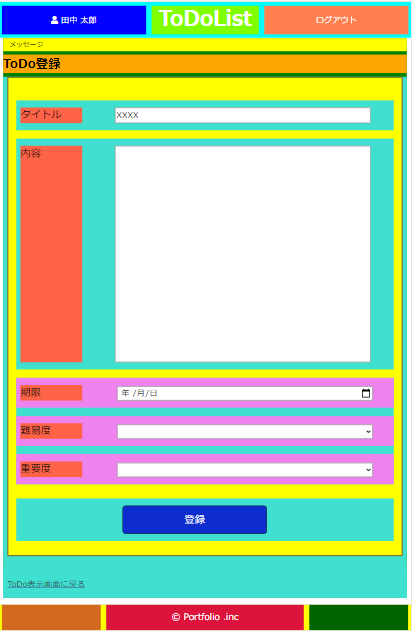 田中 太郎
ToDoList
ログアウト
メッセージ
ToDo登録
タイトル
XXXX
内容
期限
年 /月/日
難易度
重要度
登録
ToDo表示画面に戻る
© Portfolio .inc